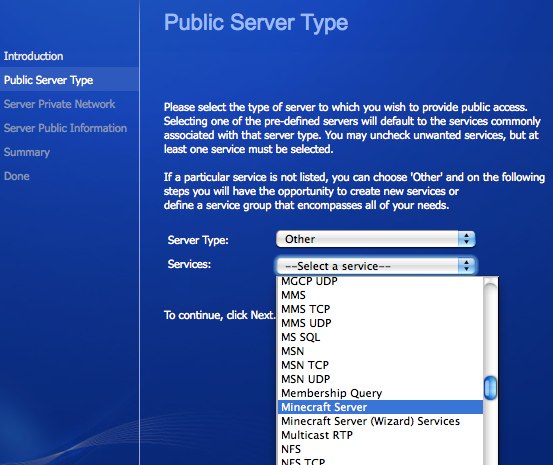 Public Server Type
Introduction
Public Server Type
Server Private Network
Server Public Information
Summary
Done
Please select the type of server to which you wish to provide public access.
Selecting one of the pre-defined servers will default to the services commonly
associated with that server type. You may uncheck unwanted services, but at
least one service must be selected.
If a particular service is not listed, you can choose 'Other' and on the following
steps you will have the opportunity to create new services or
define a service group that encompasses all of your needs.
Server Type: Other
Services: --Select a service--
MGCP UDP
MMS
MMS TCP
MMS UDP
MS SQL
MSN
MSN TCP
MSN UDP
Membership Query
Minecraft Server
Minecraft Server (Wizard) Services
Multicast RTP
NFS
NFS TCP
To continue, click Next.